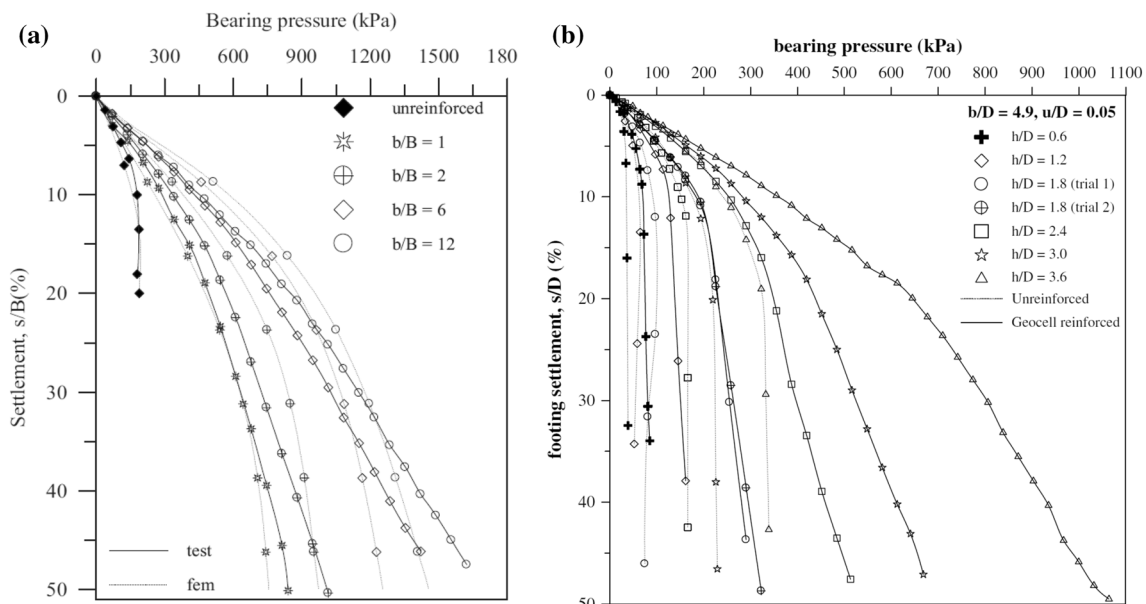 (a)
Bearing pressure (kPa)
0 300 600 900 1200 1500 180
0
10
20
30
40
50
Settlement, s/B(%)
unreinforced
b/B = 1
b/B = 2
b/B = 6
b/B = 12
test
fem
(b)
bearing pressure (kPa)
0 100 200 300 400 500 600 700 800 900 1000 1100
0
10
20
30
40
50
footing settlement, s/D (%)
b/D = 4.9, u/D = 0.05
h/D = 0.6
h/D = 1.2
h/D = 1.8 (trial 1)
h/D = 1.8 (trial 2)
h/D = 2.4
h/D = 3.0
h/D = 3.6
Unreinforced
Geocell reinforced